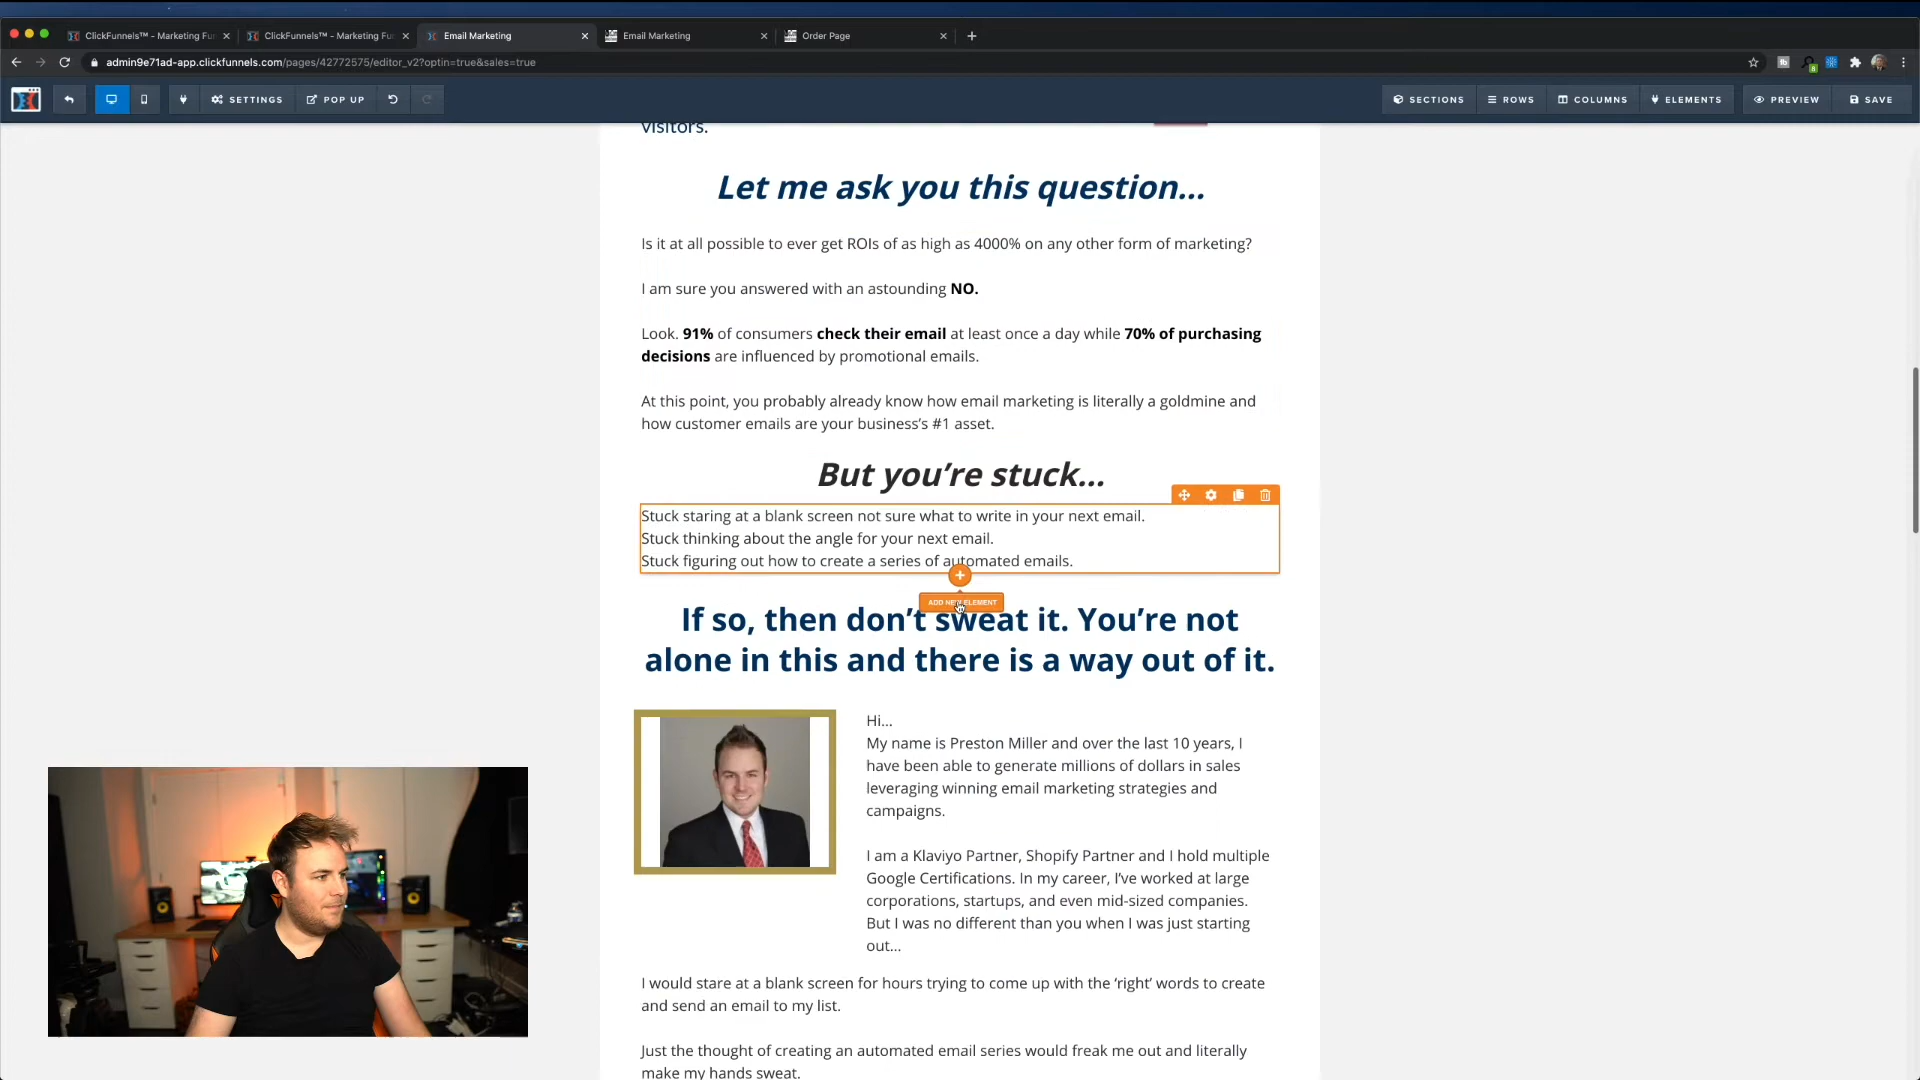 ClickFunnels™ - Marketing Fu
ClickFunnels™ - Marketing Fu
Email Marketing
Email Marketing
Order Page
admin9e71ad-app.clickfunnels.com/pages/42772575/editor_v2?optin=true&sales=true
SETTINGS
POP UP
SECTIONS
ROWS
COLUMNS
ELEMENTS
PREVIEW
SAVE
visitors.
Let me ask you this question...
Is it at all possible to ever get ROIs of as high as 4000% on any other form of marketing?
I am sure you answered with an astounding NO.
Look. 91% of consumers check their email at least once a day while 70% of purchasing
decisions are influenced by promotional emails.
At this point, you probably already know how email marketing is literally a goldmine and
how customer emails are your business’s #1 asset.
But you’re stuck...
Stuck staring at a blank screen not sure what to write in your next email.
Stuck thinking about the angle for your next email.
Stuck figuring out how to create a series of automated emails.
ADD NEW ELEMENT
If so, then don’t sweat it. You’re not
alone in this and there is a way out of it.
Hi...
My name is Preston Miller and over the last 10 years, I
have been able to generate millions of dollars in sales
leveraging winning email marketing strategies and
campaigns.
I am a Klaviyo Partner, Shopify Partner and I hold multiple
Google Certifications. In my career, I’ve worked at large
corporations, startups, and even mid-sized companies.
But I was no different than you when I was just starting
out...
I would stare at a blank screen for hours trying to come up with the ‘right’ words to create
and send an email to my list.
Just the thought of creating an automated email series would freak me out and literally
make my hands sweat.